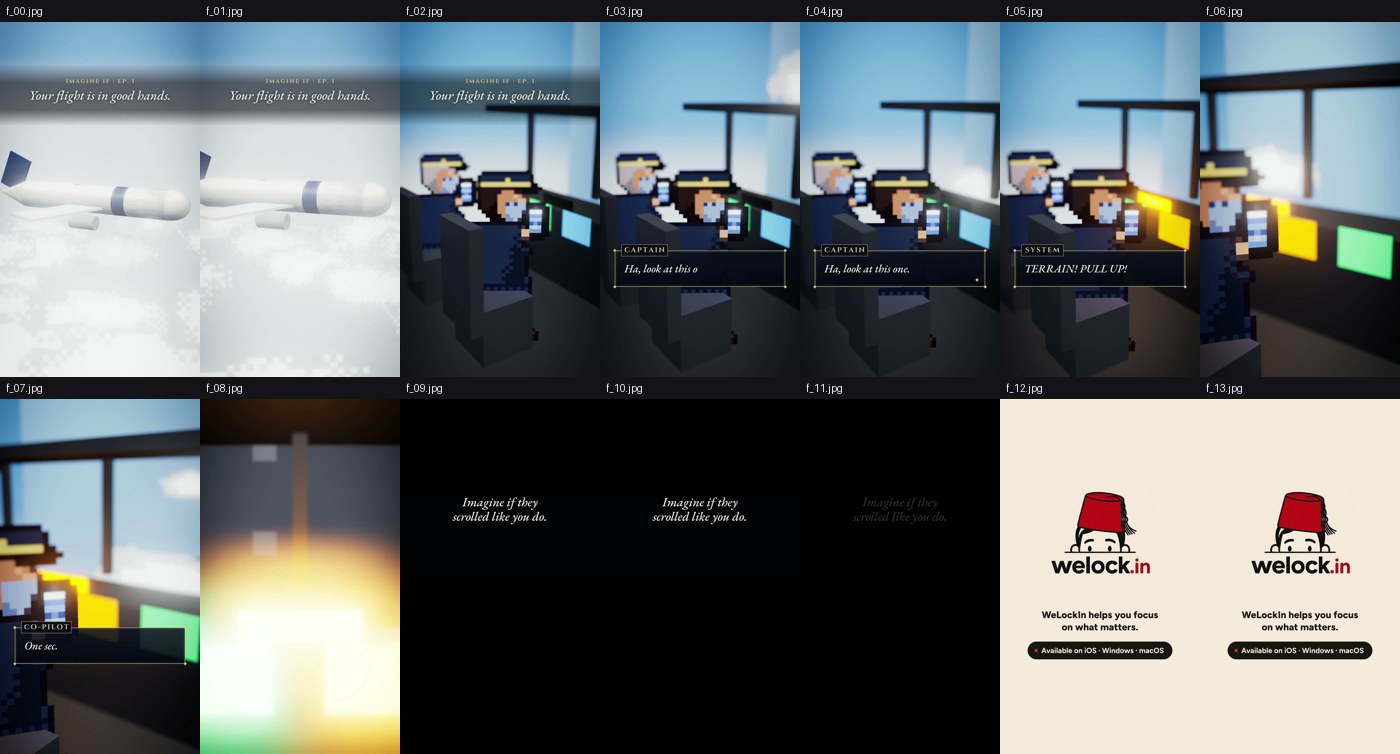 f_00.jpg
IMAGINE IF · EP. 1
Your flight is in good hands.
f_01.jpg
IMAGINE IF · EP. 1
Your flight is in good hands.
f_02.jpg
IMAGINE IF · EP. 1
Your flight is in good hands.
f_03.jpg
CAPTAIN
Ha, look at this o
f_04.jpg
CAPTAIN
Ha, look at this one.
f_05.jpg
SYSTEM
TERRAIN! PULL UP!
f_06.jpg
f_07.jpg
CO-PILOT
One sec.
f_08.jpg
f_09.jpg
Imagine if they
scrolled like you do.
f_10.jpg
Imagine if they
scrolled like you do.
f_11.jpg
Imagine if they
scrolled like you do.
f_12.jpg
welock.in
WeLockIn helps you focus
on what matters.
Available on iOS · Windows · macOS
f_13.jpg
welock.in
WeLockIn helps you focus
on what matters.
Available on iOS · Windows · macOS